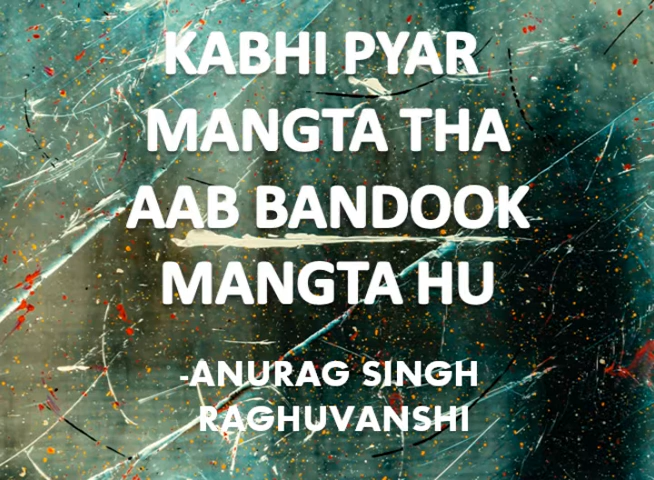 KABHI PYAR
MANGTA THA
AAB BANDOOK
MANGTA HU
-ANURAG SINGH
RAGHUVANSHI